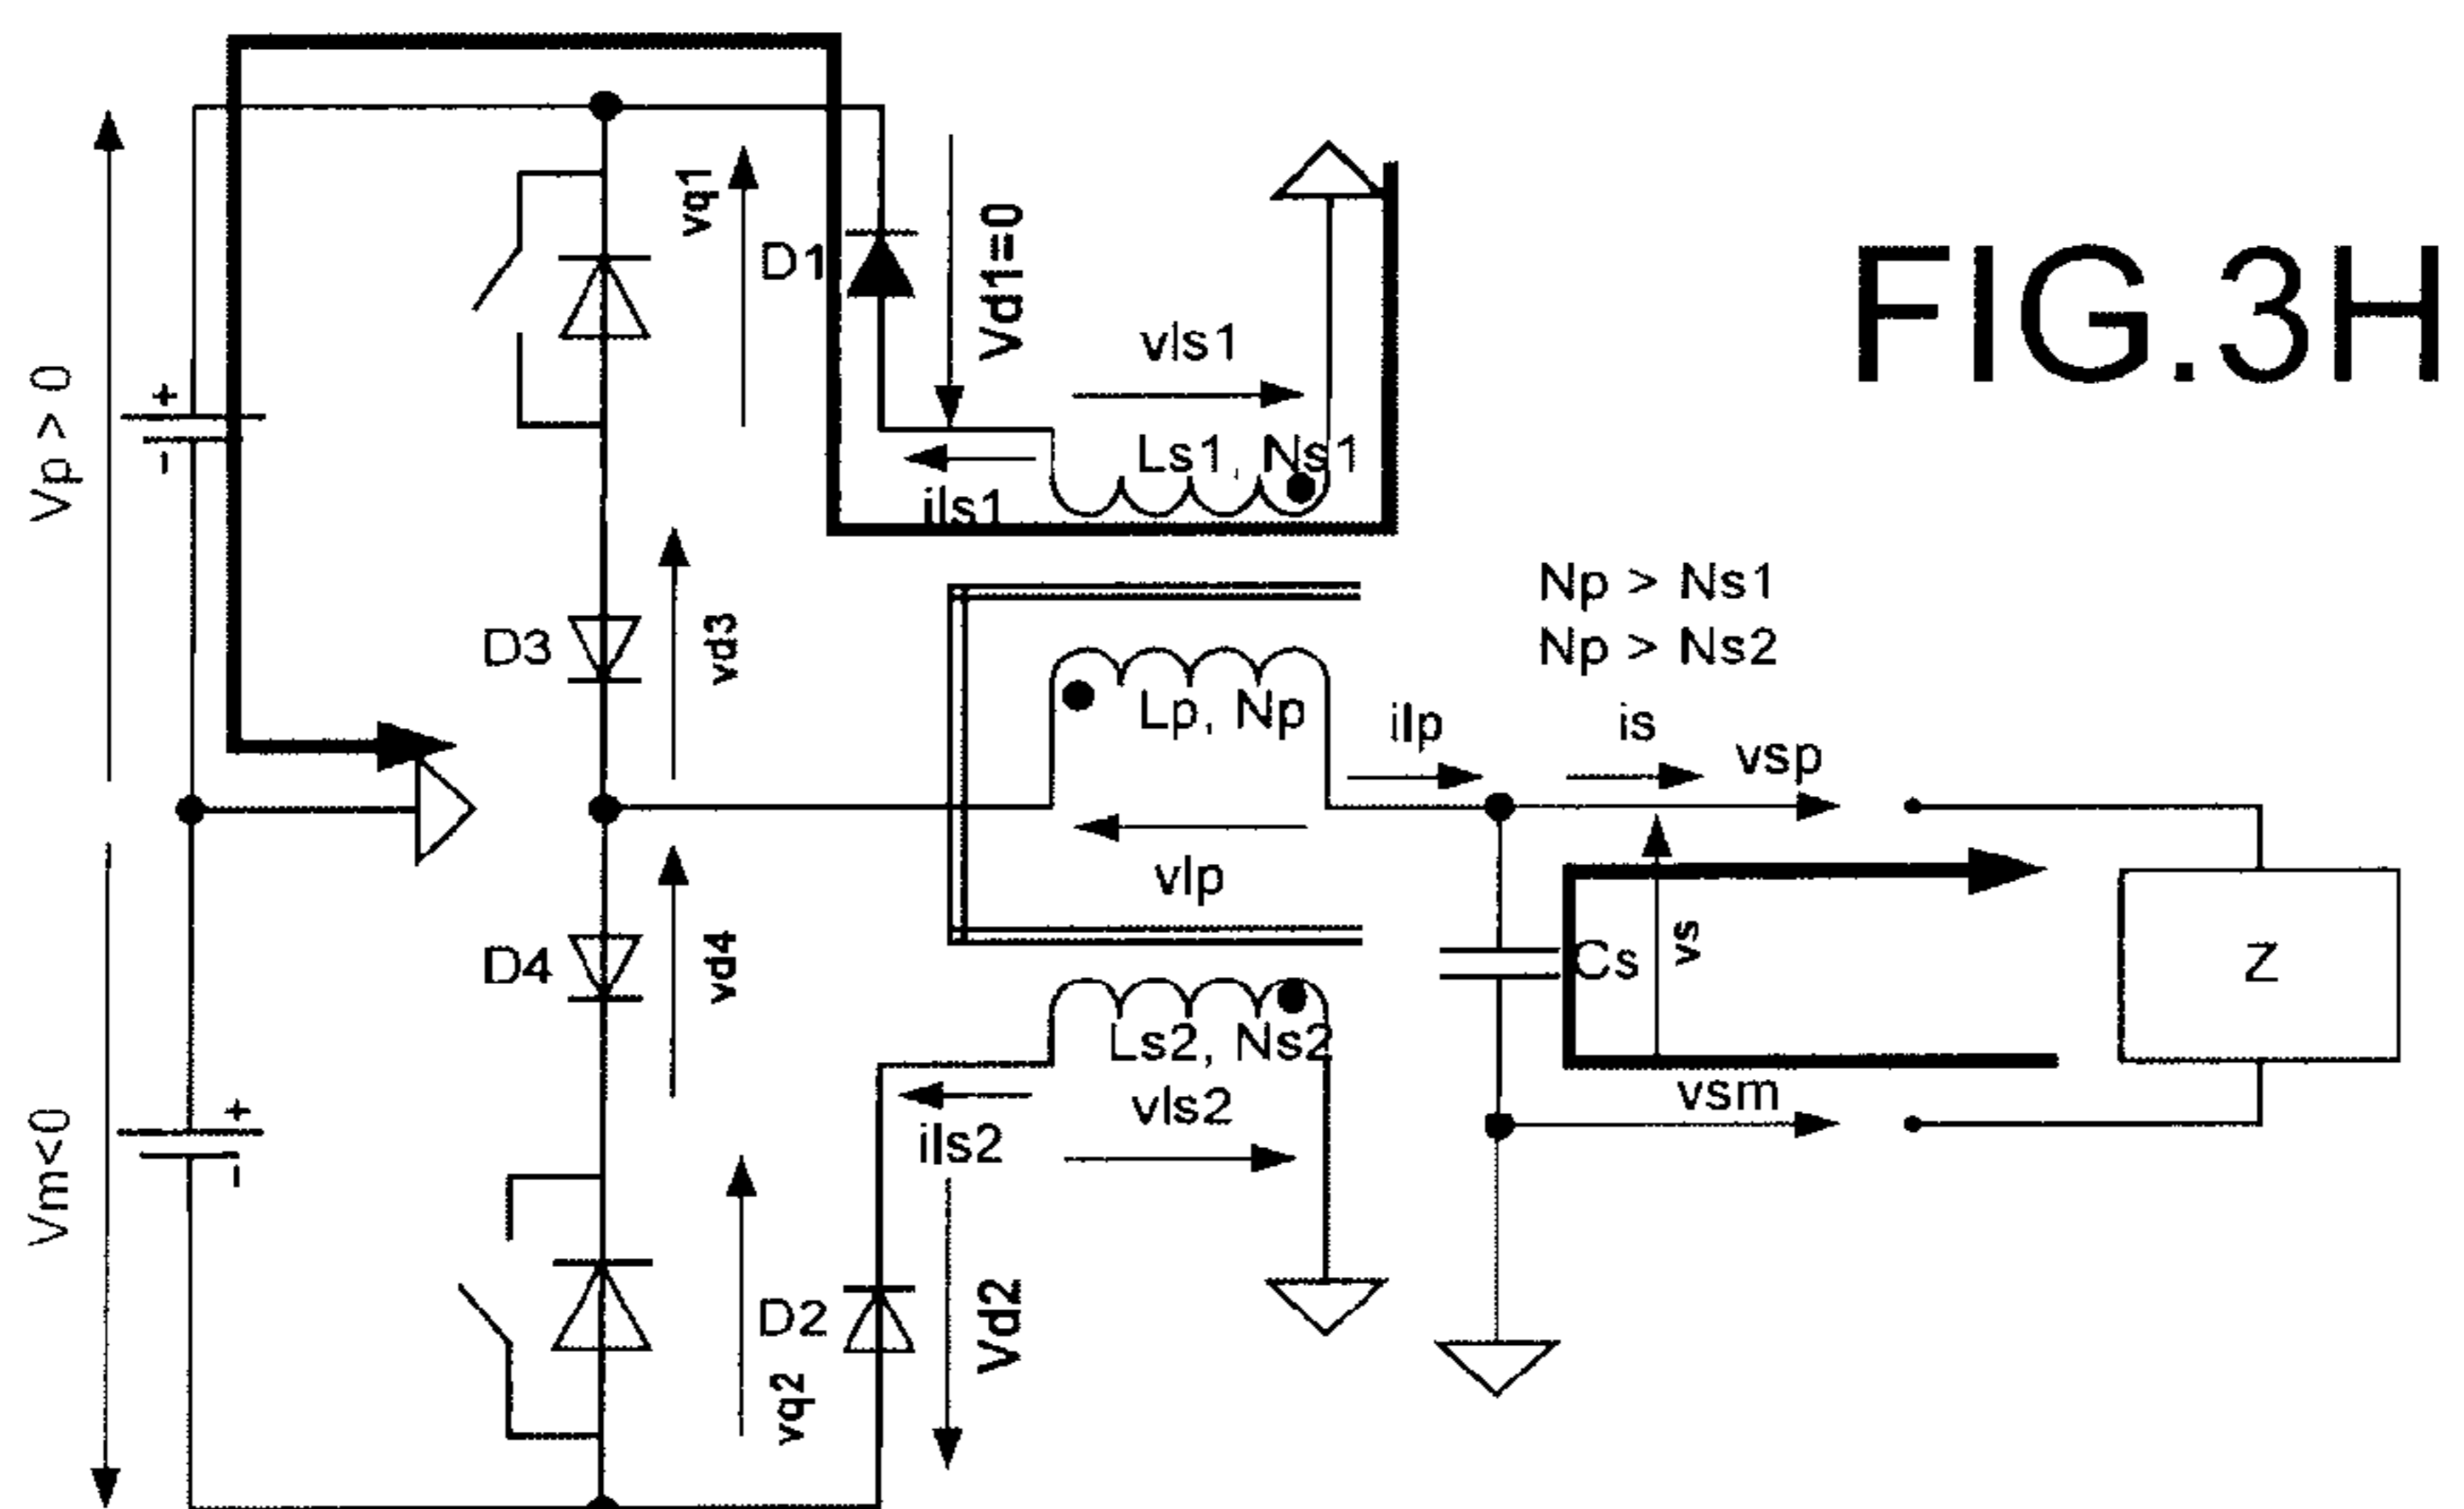 FIG.3H
vq1
D1
Vd1=0
vls1
Vp > 0
+
-
Ls1, Ns1
ils1
D3
vd3
Np > Ns1
Np > Ns2
Lp, Np
ilp
is
vsp
vlp
D4
vd4
Cs
vs
Z
Ls2, Ns2
vsm
Vm<0
+
-
ils2
vls2
D2
Vd2
vq2